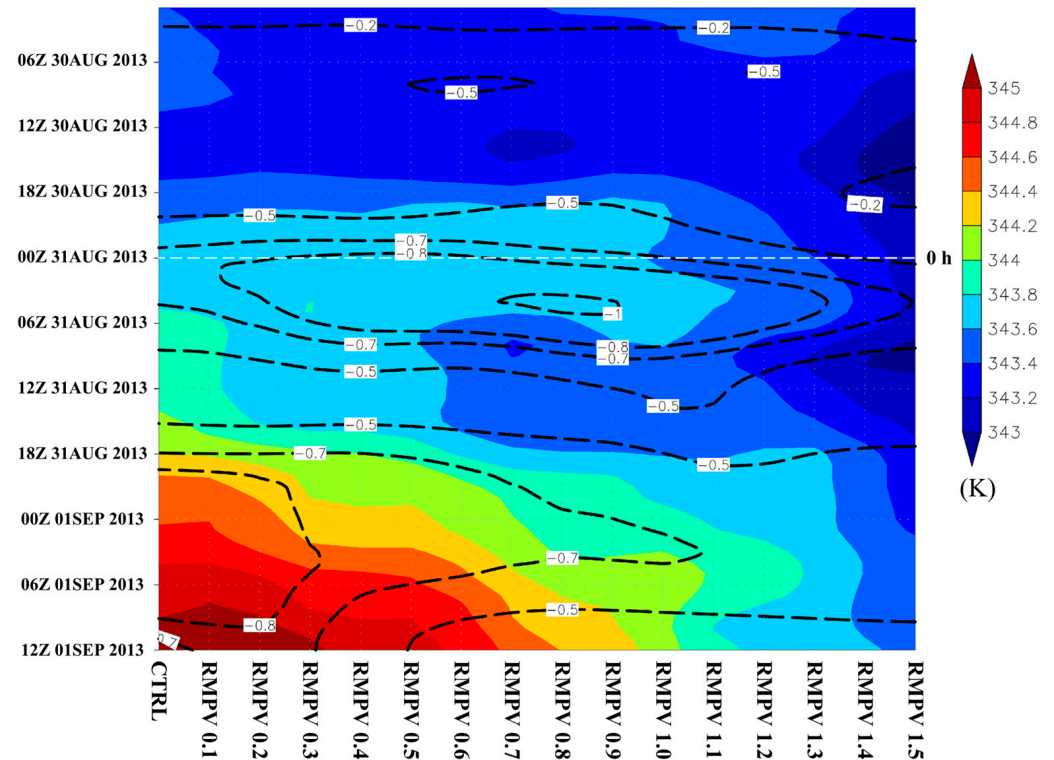 -0.2
-0.2
06Z 30AUG 2013
-0.5
-0.5
345
344.8
12Z 30AUG 2013
344.6
18Z 30AUG 2013
344.4
-0.5
-0.5
-0.2
344.2
-0.7
-0.8
00Z 31AUG 2013
0 h
344
343.8
-1
06Z 31AUG 2013
343.6
-0.7
-0.8
-0.7
343.4
-0.5
12Z 31AUG 2013
343.2
-0.5
-0.5
343
18Z 31AUG 2013
-0.7
-0.5
(K)
00Z 01SEP 2013
-0.7
06Z 01SEP 2013
-0.5
-0.8
0.7
12Z 01SEP 2013
CTRL
RMPV 0.1
RMPV 0.2
RMPV 0.3
RMPV 0.4
RMPV 0.5
RMPV 0.6
RMPV 0.7
RMPV 0.8
RMPV 0.9
RMPV 1.0
RMPV 1.1
RMPV 1.2
RMPV 1.3
RMPV 1.4
RMPV 1.5